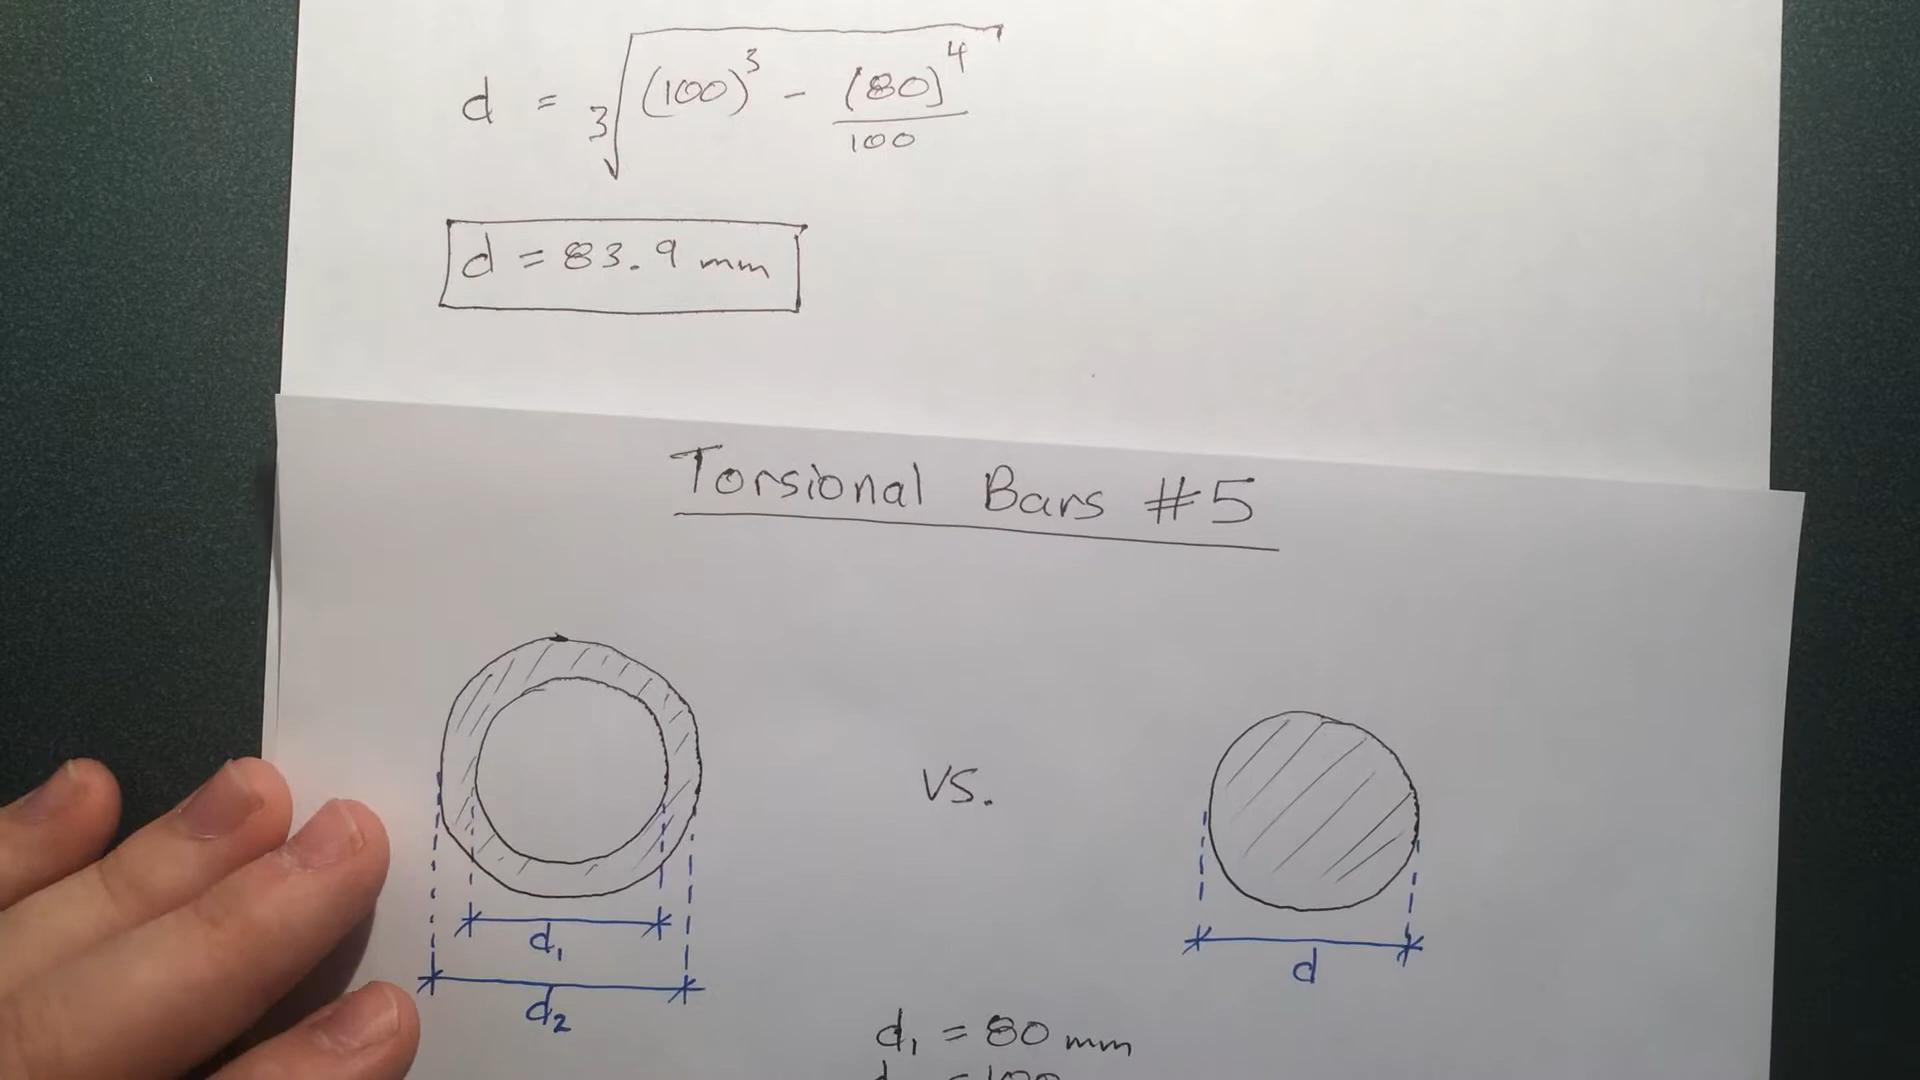 d = ∛((100)³ - (80)⁴/100)
d = 83.9 mm
Torsional Bars #5
vs.
d₁
d
d₂
d₁ = 80 mm